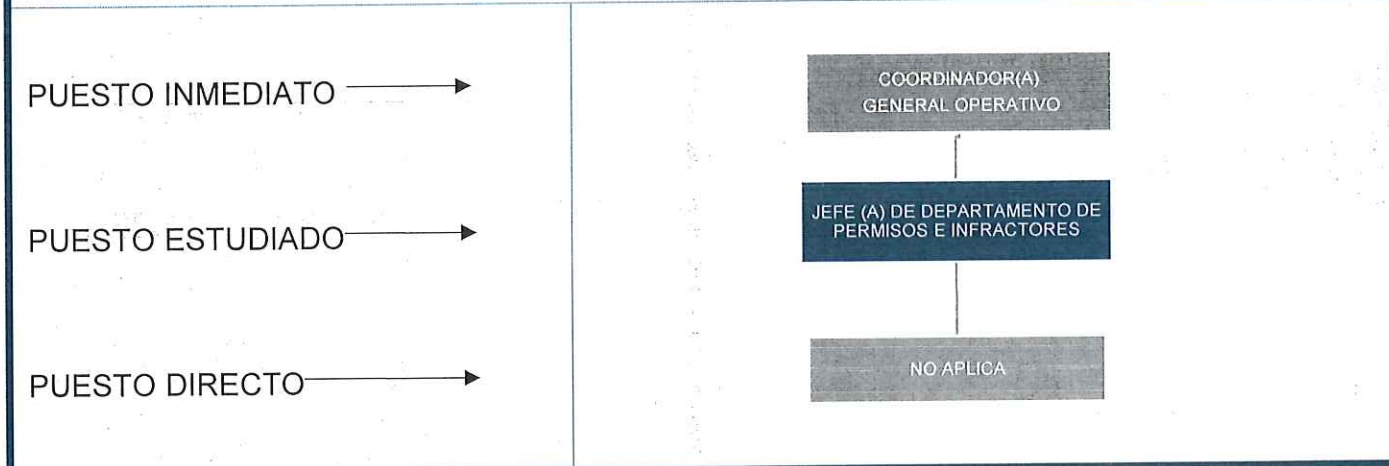 PUESTO INMEDIATO
COORDINADOR(A)
GENERAL OPERATIVO
PUESTO ESTUDIADO
JEFE (A) DE DEPARTAMENTO DE
PERMISOS E INFRACTORES
PUESTO DIRECTO
NO APLICA